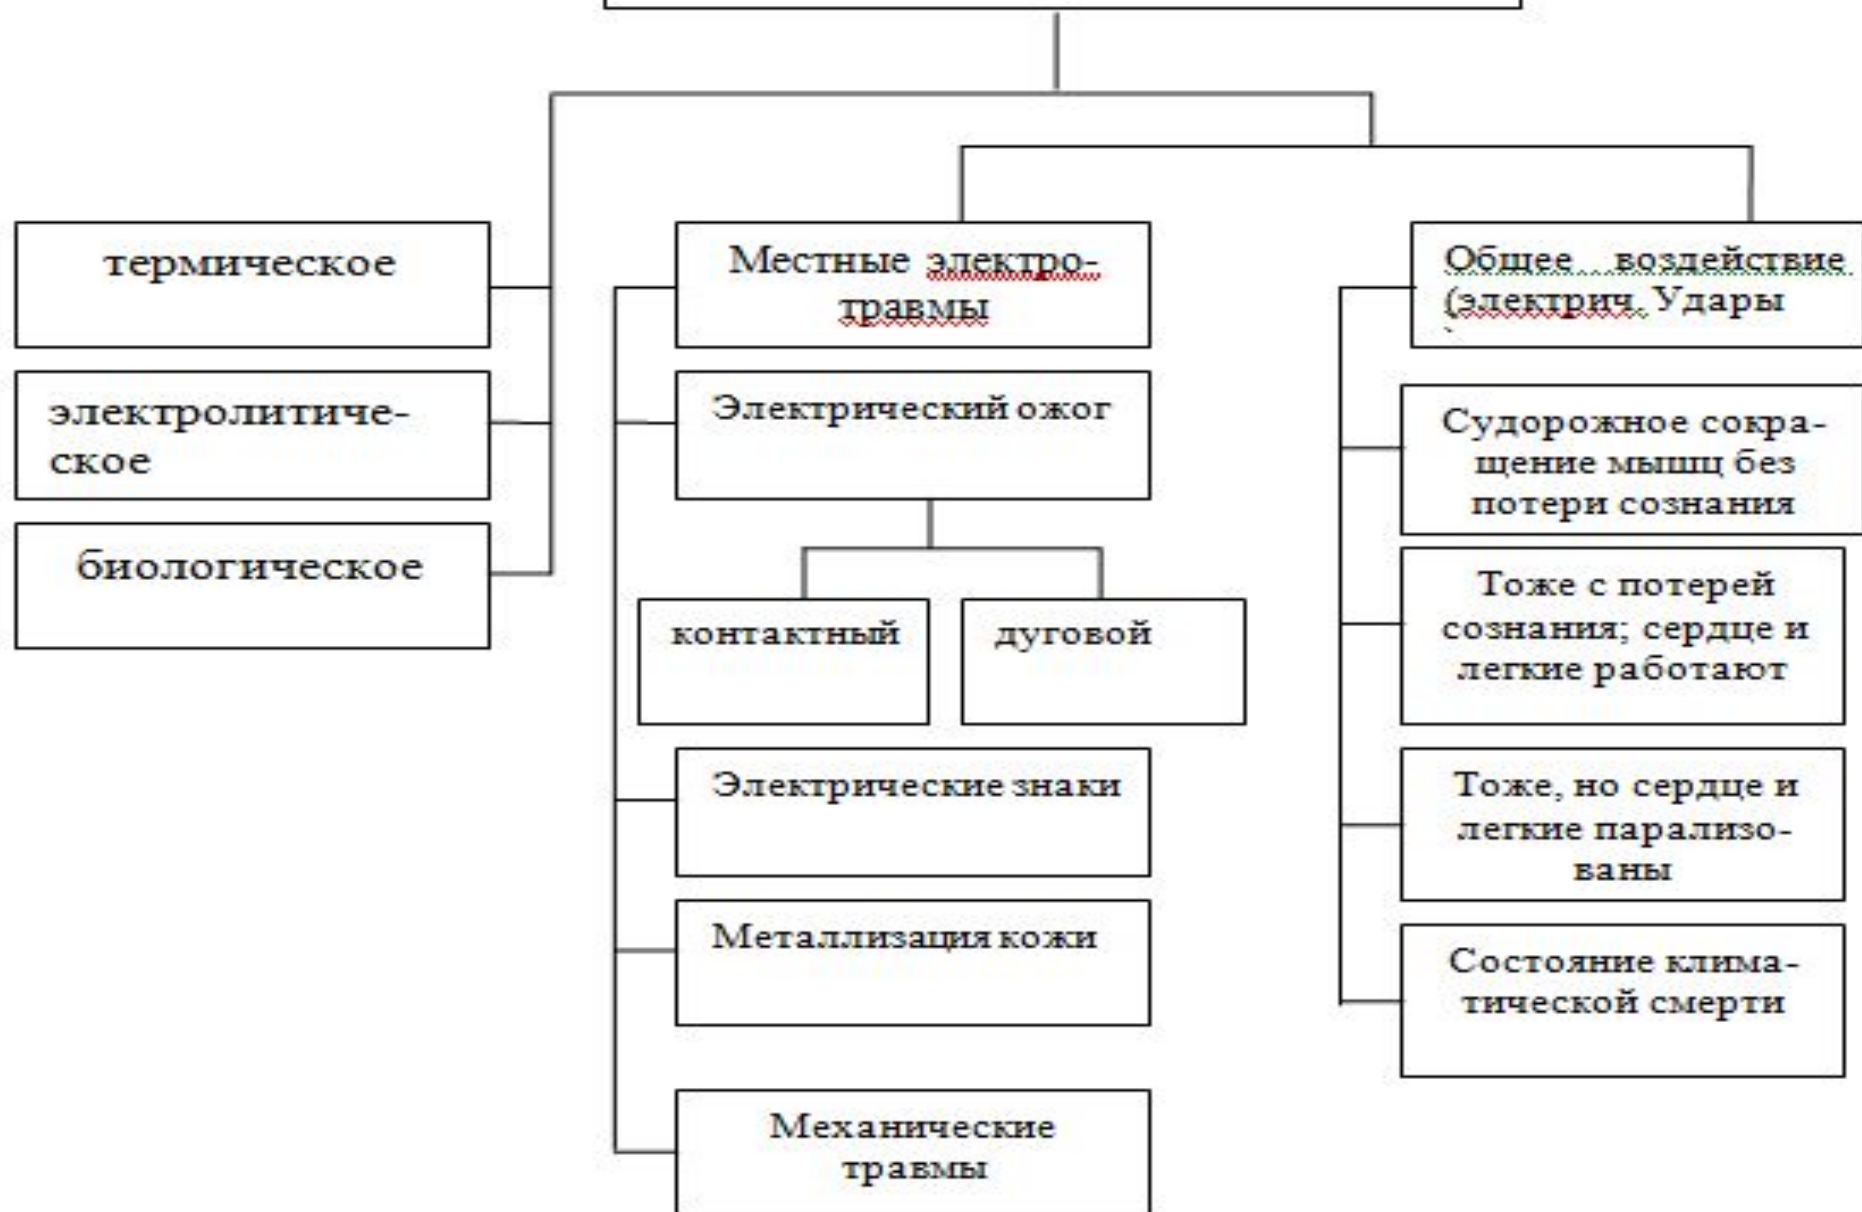 термическое
электролитиче-
ское
биологическое
Местные электро-
травмы
Электрический ожог
контактный
дуговой
Электрические знаки
Металлизация кожи
Механические
травмы
Общее воздействие
(электрич. Удары
)
Судорожное сокра-
щение мышц без
потери сознания
Тоже с потерей
сознания; сердце и
легкие работают
Тоже, но сердце и
легкие парализо-
ваны
Состояние клима-
тической смерти